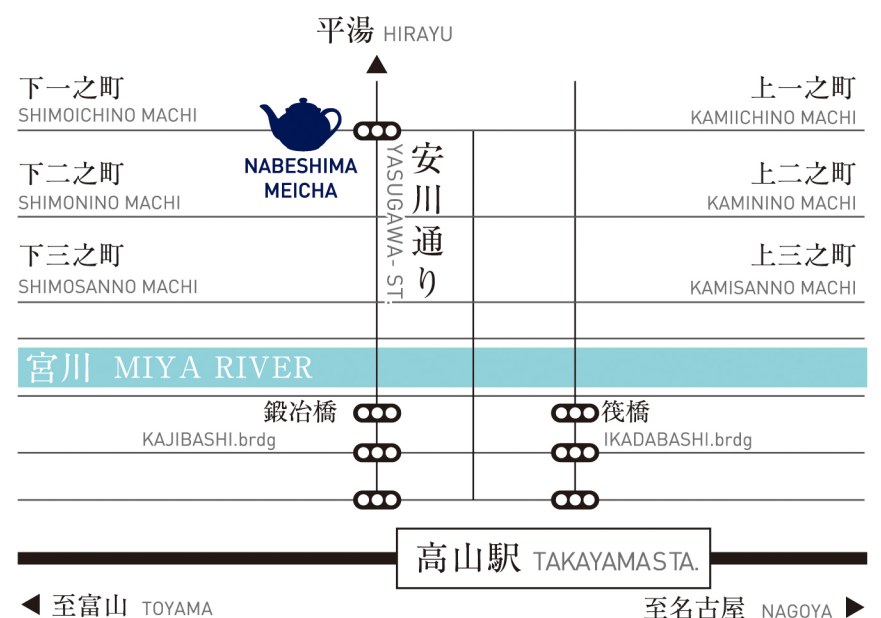 平湯 HIRAYU
下一之町
SHIMOICHINO MACHI
上一之町
KAMIICHINO MACHI
NABESHIMA
MEICHA
安川通り
YASUGAWA- ST.
下二之町
SHIMONINO MACHI
上二之町
KAMININO MACHI
下三之町
SHIMOSANNO MACHI
上三之町
KAMISANNO MACHI
宮川 MIYA RIVER
鍛冶橋
KAJIBASHI.brdg
筏橋
IKADABASHI.brdg
高山駅 TAKAYAMASTA.
至富山 TOYAMA
至名古屋 NAGOYA